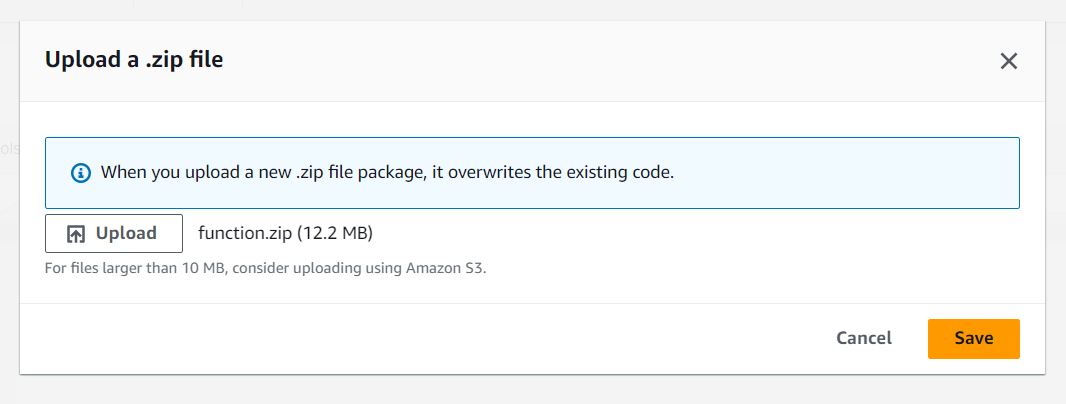 Upload a .zip file
ols
When you upload a new .zip file package, it overwrites the existing code.
Upload function.zip (12.2 MB)
For files larger than 10 MB, consider uploading using Amazon S3.
Cancel Save